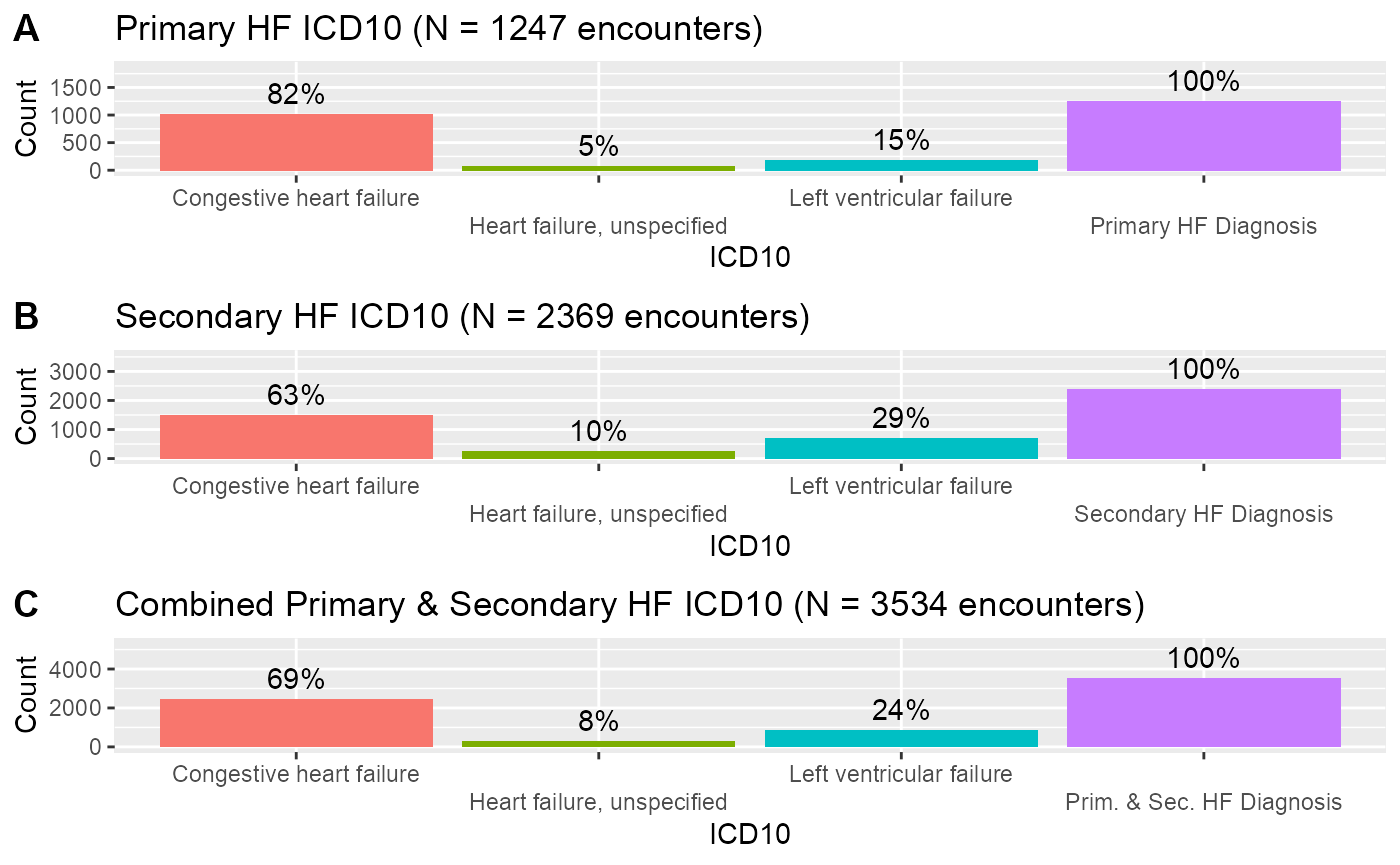 A Primary HF ICD10 (N = 1247 encounters)
Count
1500
1000
500
0
82%
5%
15%
100%
Congestive heart failure
Heart failure, unspecified
Left ventricular failure
Primary HF Diagnosis
ICD10
B Secondary HF ICD10 (N = 2369 encounters)
Count
3000
2000
1000
0
63%
10%
29%
100%
Congestive heart failure
Heart failure, unspecified
Left ventricular failure
Secondary HF Diagnosis
ICD10
C Combined Primary & Secondary HF ICD10 (N = 3534 encounters)
Count
4000
2000
0
69%
8%
24%
100%
Congestive heart failure
Heart failure, unspecified
Left ventricular failure
Prim. & Sec. HF Diagnosis
ICD10